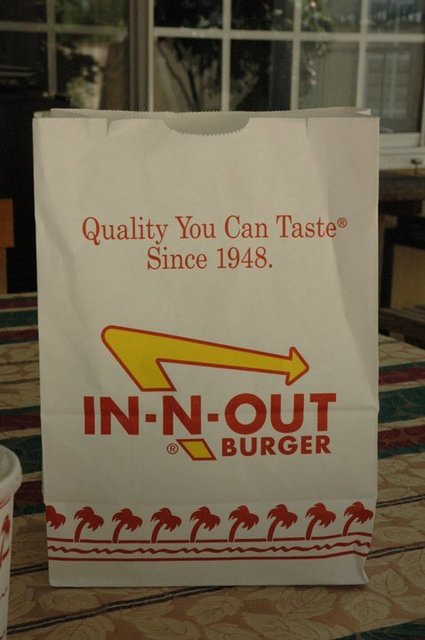 Quality You Can Taste®
Since 1948.
IN-N-OUT
® BURGER